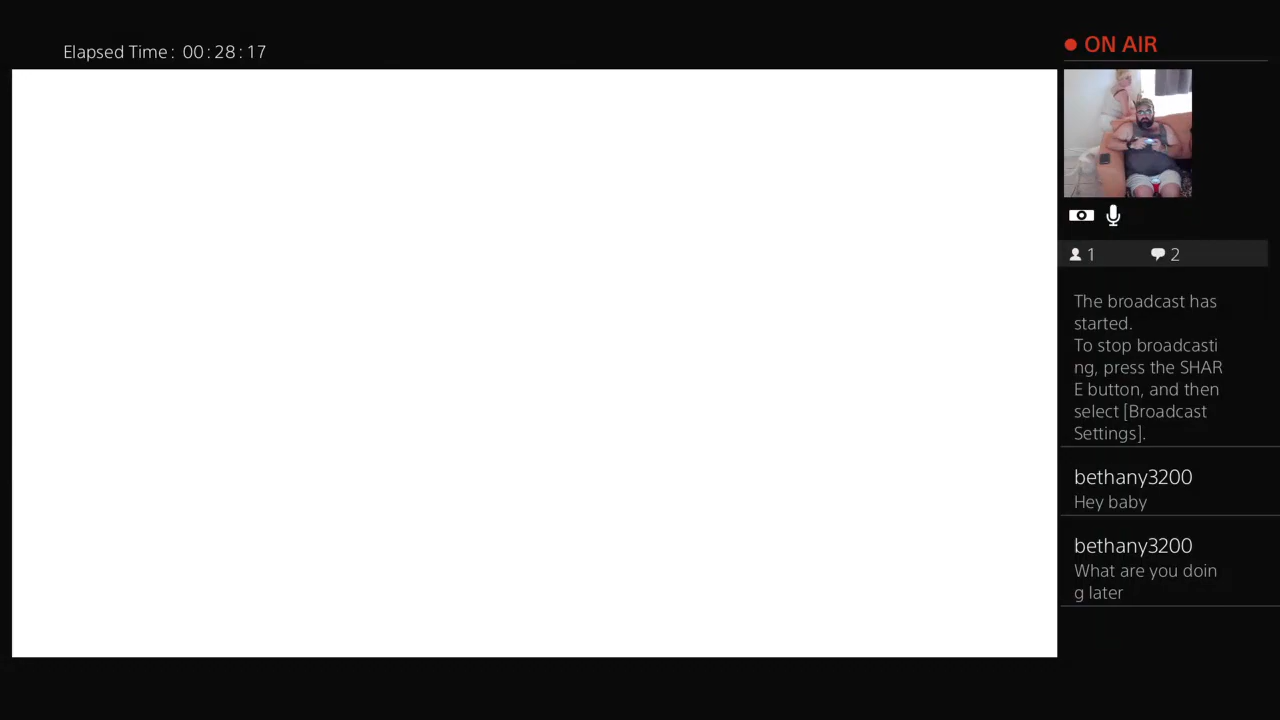 Elapsed Time: 00:28:17
ON AIR
1 2
The broadcast has
started.
To stop broadcasti
ng, press the SHAR
E button, and then
select [Broadcast
Settings].
bethany3200
Hey baby
bethany3200
What are you doin
g later